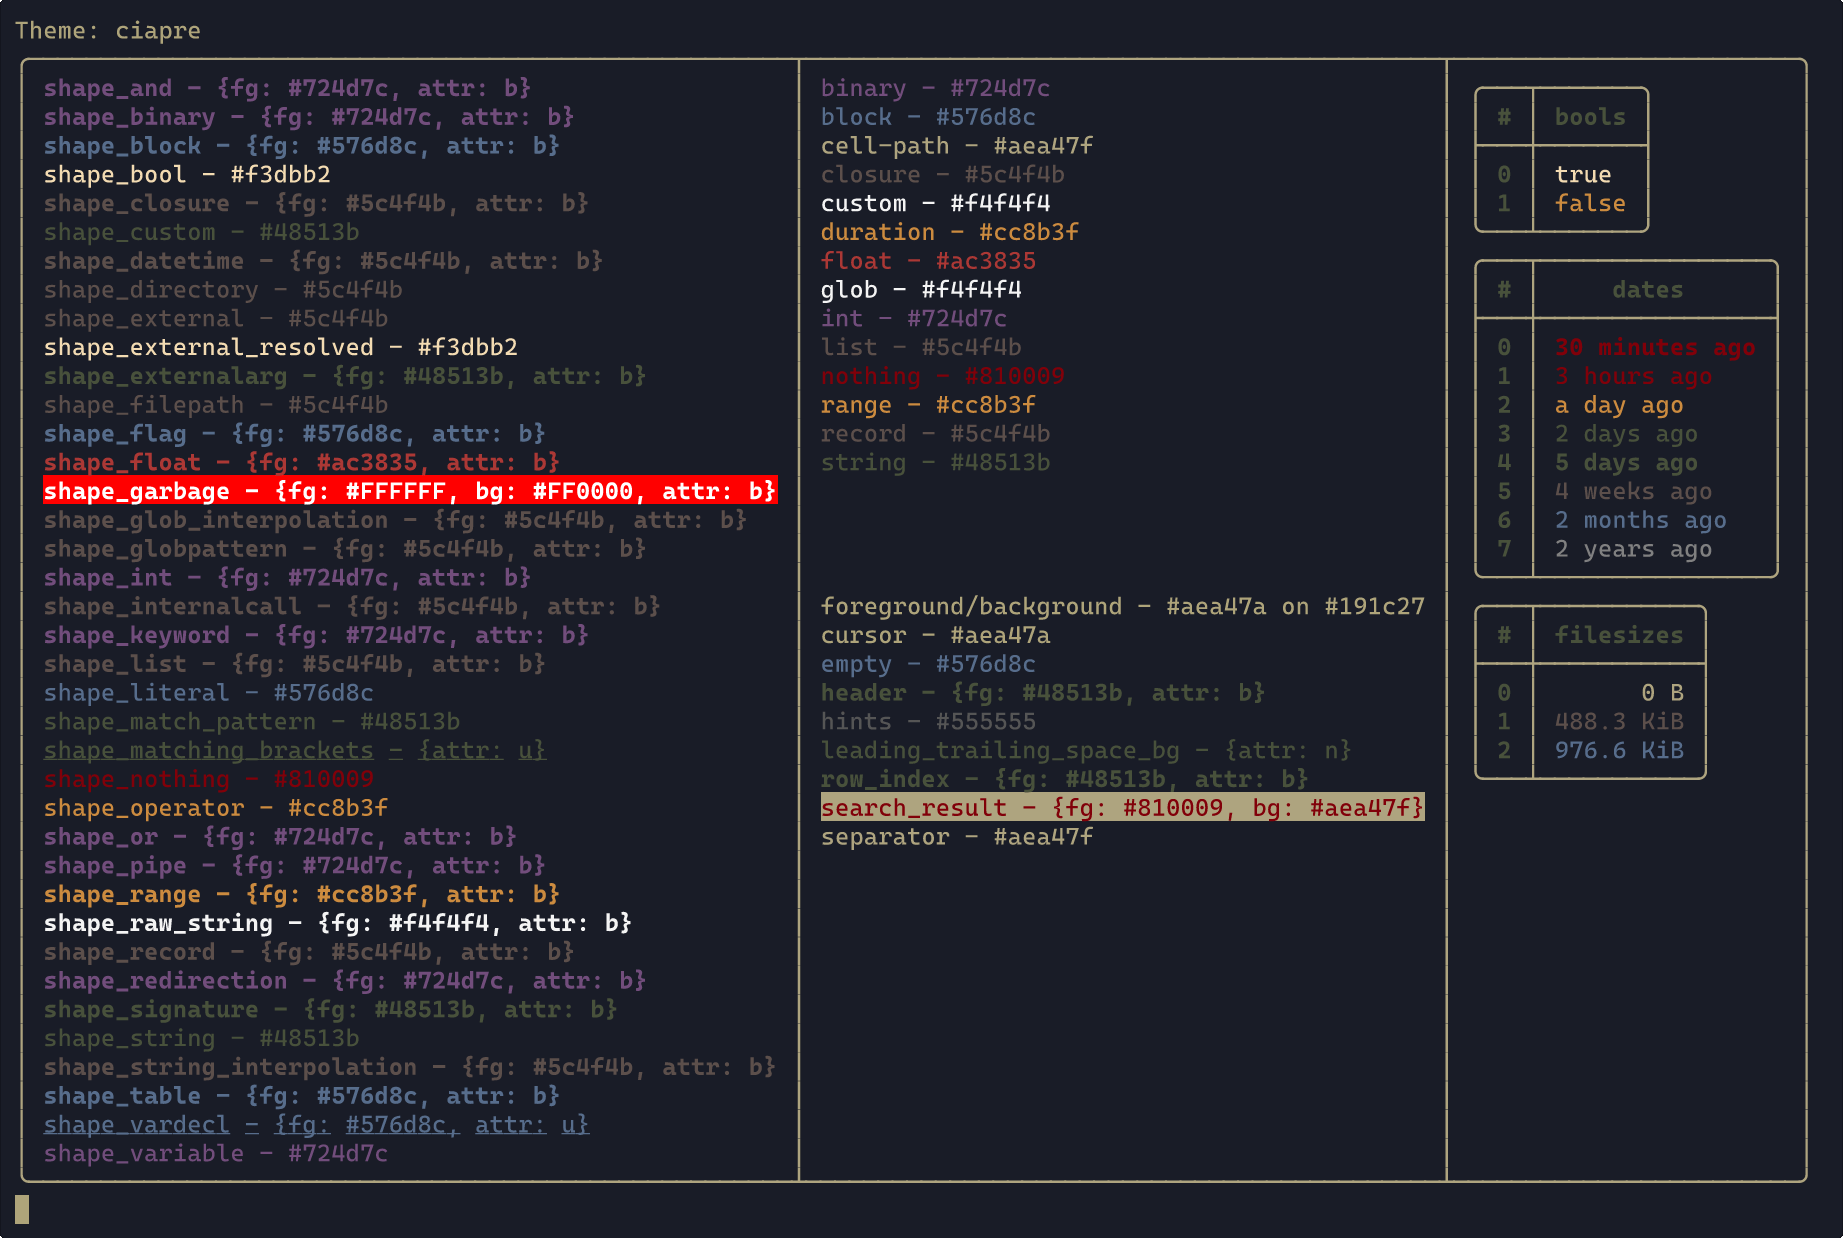 Theme: ciapre
shape_and - {fg: #724d7c, attr: b}
shape_binary - {fg: #724d7c, attr: b}
shape_block - {fg: #576d8c, attr: b}
shape_bool - #f3dbb2
shape_closure - {fg: #5c4f4b, attr: b}
shape_custom - #48513b
shape_datetime - {fg: #5c4f4b, attr: b}
shape_directory - #5c4f4b
shape_external - #5c4f4b
shape_external_resolved - #f3dbb2
shape_externalarg - {fg: #48513b, attr: b}
shape_filepath - #5c4f4b
shape_flag - {fg: #576d8c, attr: b}
shape_float - {fg: #ac3835, attr: b}
shape_garbage - {fg: #FFFFFF, bg: #FF0000, attr: b}
shape_glob_interpolation - {fg: #5c4f4b, attr: b}
shape_globpattern - {fg: #5c4f4b, attr: b}
shape_int - {fg: #724d7c, attr: b}
shape_internalcall - {fg: #5c4f4b, attr: b}
shape_keyword - {fg: #724d7c, attr: b}
shape_list - {fg: #5c4f4b, attr: b}
shape_literal - #576d8c
shape_match_pattern - #48513b
shape_matching_brackets - {attr: u}
shape_nothing - #810009
shape_operator - #cc8b3f
shape_or - {fg: #724d7c, attr: b}
shape_pipe - {fg: #724d7c, attr: b}
shape_range - {fg: #cc8b3f, attr: b}
shape_raw_string - {fg: #f4f4f4, attr: b}
shape_record - {fg: #5c4f4b, attr: b}
shape_redirection - {fg: #724d7c, attr: b}
shape_signature - {fg: #48513b, attr: b}
shape_string - #48513b
shape_string_interpolation - {fg: #5c4f4b, attr: b}
shape_table - {fg: #576d8c, attr: b}
shape_vardecl - {fg: #576d8c, attr: u}
shape_variable - #724d7c
binary - #724d7c
block - #576d8c
cell-path - #aea47f
closure - #5c4f4b
custom - #f4f4f4
duration - #cc8b3f
float - #ac3835
glob - #f4f4f4
int - #724d7c
list - #5c4f4b
nothing - #810009
range - #cc8b3f
record - #5c4f4b
string - #48513b
foreground/background - #aea47a on #191c27
cursor - #aea47a
empty - #576d8c
header - {fg: #48513b, attr: b}
hints - #555555
leading_trailing_space_bg - {attr: n}
row_index - {fg: #48513b, attr: b}
search_result - {fg: #810009, bg: #aea47f}
separator - #aea47f
# bools
0 true
1 false
# dates
0 30 minutes ago
1 3 hours ago
2 a day ago
3 2 days ago
4 5 days ago
5 4 weeks ago
6 2 months ago
7 2 years ago
# filesizes
0 0 B
1 488.3 KiB
2 976.6 KiB